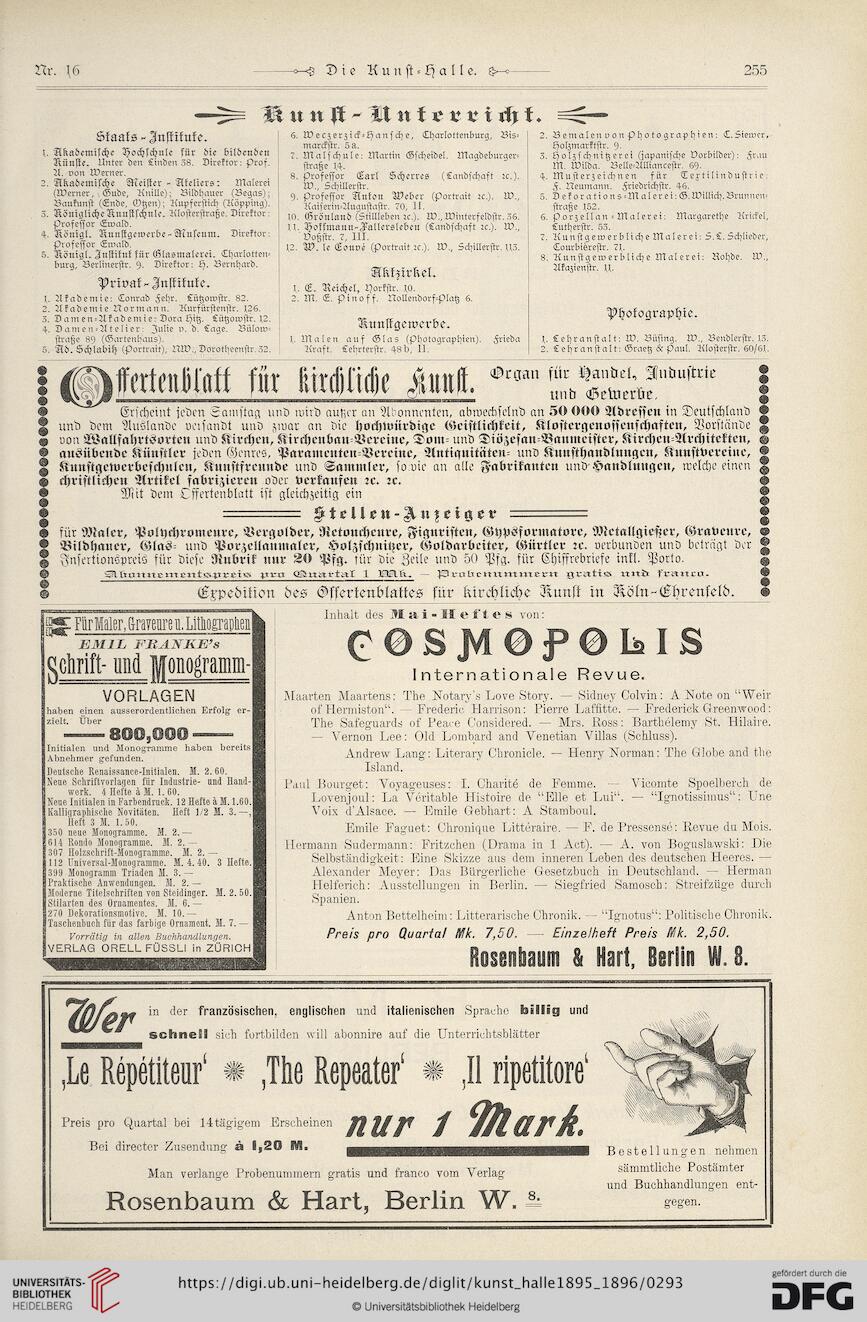 Nr. 16
Die Kunst-Halle.
255
Kunst-Unterricht.
Staats-Institute.
1. Akademische Hochschule für die bildenden
Künste. Unter den Linden 38. Direktor: Prof.
A. von Werner.
2. Akademische Meister-Ateliers: Malerei
(Werner, Gude, Knille); Bildhauer (Begas);
Baukunst (Ende, Otzen); Kupferstich (Köpping).
3. Königliche Kunstschule. Klosterstraße. Direktor:
Professor Ewald.
4. Königl. Kunstgewerbe-Museum. Direktor:
Professor Ewald.
5. Königl. Institut für Glasmalerei. Charlotten-
burg, Berlinerstr. 9. Direktor: H. Bernhard.
Privat-Institute.
1. Akademie: Conrad Fehr. Lützowstr. 82.
2. Akademie Normann. Kurfürstenstr. 126.
3. Damen-Akademie: Dora Hitz. Lützowstr. 12.
4. Damen-Atelier: Julie v. d. Lage. Bülow-
straße 89 (Gartenhaus).
5. Ad. Schlabitz (Portrait), NW., Dorotheenstr. 32.
6. Weczerzick-Hansche, Charlottenburg, Bis-
marckstr. 5a.
7. Malschule: Martin Gscheidel. Magdeburger-
straße 14.
8. Professor Carl Scherres (Landschaft ꝛc.).
W., Schillerstr.
9. Professor Anton Weber (Portrait ꝛc.). W.,
Kaiserin-Augustastr. 70, II.
10. Grönland (Stillleben ꝛc.). W., Winterfeldstr. 36.
11. Hoffmann-Fallersleben (Landschaft ꝛc.). W.,
Voßstr. 7, III.
12. W. le Couvé (Portrait ꝛc.). W., Schillerstr. 113.
Aktzirkel.
1. E. Reichel, Yorkstr. 10.
2. M. E. Pinoff. Nollendorf-Platz 6.
Kunstgewerbe.
1. Malen auf Glas (Photographien). Frieda
Kraft. Lehrterstr. 48b, II.
2. Bemalen von Photographien: C. Siewer,
Holzmarktstr. 9.
3. Holzschnitzerei (japanische Vorbilder): Frau
M. Wilda. Belle-Alliancestr. 69.
4. Musterzeichnen für Textilindustrie:
F. Neumann. Friedrichstr. 46.
5. Dekorations-Malerei: G. Willich. Brunnen-
straße 152.
6. Porzellan-Malerei: Margarethe Krickel,
Lutherstr. 53.
7. Kunstgewerbliche Malerei: S. L. Schlieder,
Courbièrestr. 71.
8. Kunstgewerbliche Malerei: Rohde. W.,
Akazienstr. 11.
Photographie.
1. Lehranstalt: W. Büsing. W., Bendlerstr. 13.
2. Lehranstalt: Graetz & Paul. Klosterstr. 60/61.
Offertenblatt für kirchliche Kunst.
Organ für Handel, Industrie
und Gewerbe.
Erscheint jeden Samstag und wird außer an Abonnenten, abwechselnd an 50 000 Adressen in Deutschland
und dem Auslande versandt und zwar an die hochwürdige Geistlichkeit, Klostergenossenschaften, Vorstände
von Wallfahrtsorten und Kirchen, Kirchenbau-Vereine, Dom- und Diözesan-Baumeister, Kirchen-Architekten,
ausübende Künstler jeden Genres, Paramenten-Vereine, Antiquitäten- und Kunsthandlungen, Kunstvereine,
Kunstgewerbeschulen, Kunstfreunde und Sammler, sowie an alle Fabrikanten und Handlungen, welche einen
christlichen Artikel fabrizieren oder verkaufen ꝛc. ꝛc.
Mit dem Offertenblatt ist gleichzeitig ein
Stellen-Anzeiger
für Maler, Polychromeure, Vergolder, Retoucheure, Figuristen, Gypsformatore, Metallgießer, Graveure,
Bildhauer, Glas- und Porzellanmaler, Holzschnitzer, Goldarbeiter, Gürtler ꝛc. verbunden und beträgt der
Insertionspreis für diese Rubrik nur 20 Pfg. für die Zeile und 50 Pfg. für Chiffrebriefe inkl. Porto.
Abonnementspreis pro Quartal 1 Mk. — Probenummern gratis und franco.
Expedition des Offertenblattes für kirchliche Kunst in Köln-Ehrenfeld.
Für Maler, Graveure u. Lithographen
EMIL FRANKE's
Schrift- und Monogramm-
VORLAGEN
haben einen ausserordentlichen Erfolg er-
zielt. Über
800,000
Initialen und Monogramme haben bereits
Abnehmer gefunden.
Deutsche Renaissance-Initialen. M. 2.60.
Neue Schriftvorlagen für Industrie- und Hand-
werk. 4 Hefte à M. 1.60.
Neue Initialen in Farbendruck. 12 Hefte à M. 1.60.
Kalligraphische Novitäten. Heft 1/2 M. 3.—,
Heft 3 M. 1.50.
350 neue Monogramme. M. 2.—
614 Rondo Monogramme. M. 2.—
307 Holzschrift-Monogramme. M. 2.—
112 Universal-Monogramme. M. 4.40. 3 Hefte.
399 Monogramm Triaden M. 3.—
Praktische Anwendungen. M. 2.—
Moderne Titelschriften von Steidinger. M. 2.50.
Stilarten des Ornamentes. M. 6.—
270 Dekorationsmotive. M. 10.—
Taschenbuch für das farbige Ornament. M. 7.—
Vorrätig in allen Buchhandlungen.
VERLAG ORELL FÜSSLI in ZÜRICH
Inhalt des Mai-Heftes von:
COSMOPOLIS
Internationale Revue.
Maarten Maartens: The Notary's Love Story. — Sidney Colvin: A Note on “Weir
of Hermiston“. — Frederic Harrison: Pierre Laffitte. — Frederick Greenwood:
The Safeguards of Peace Considered. — Mrs. Ross: Barthélemy St. Hilaire.
— Vernon Lee: Old Lombard and Venetian Villas (Schluss).
Andrew Lang: Literary Chronicle. — Henry Norman: The Globe and the
Island.
Paul Bourget: Voyageuses: I. Charité de Femme. — Vicomte Spoelberch de
Lovenjoul: La Véritable Histoire de “Elle et Lui“. — “Ignotissimus“: Une
Voix d'Alsace. — Emile Gebhart: A Stamboul.
Emile Faguet: Chronique Littéraire. — F. de Pressensé: Revue du Mois.
Hermann Sudermann: Fritzchen (Drama in 1 Act). — A. von Boguslawski: Die
Selbständigkeit: Eine Skizze aus dem inneren Leben des deutschen Heeres. —
Alexander Meyer: Das Bürgerliche Gesetzbuch in Deutschland. — Herman
Helferich: Ausstellungen in Berlin. — Siegfried Samosch: Streifzüge durch
Spanien.
Anton Bettelheim: Litterarische Chronik. — “Ignotus“: Politische Chronik.
Preis pro Quartal Mk. 7,50. — Einzelheft Preis Mk. 2,50.
Rosenbaum & Hart, Berlin W. 8.
Wer in der französischen, englischen und italienischen Sprache billig und
schnell sich fortbilden will abonnire auf die Unterrichtsblätter
‚Le Répétiteur‘ ‚The Repeater‘ ‚Il ripetitore‘
Preis pro Quartal bei 14tägigem Erscheinen nur 1 Mark.
Bei directer Zusendung à 1,20 M.
Man verlange Probenummern gratis und franco vom Verlag
Rosenbaum & Hart, Berlin W. 8.
Bestellungen nehmen
sämmtliche Postämter
und Buchhandlungen ent-
gegen.
UNIVERSITÄTS-
BIBLIOTHEK
HEIDELBERG
https://digi.ub.uni-heidelberg.de/diglit/kunst_halle1895_1896/0293
© Universitätsbibliothek Heidelberg
gefördert durch die
DFG